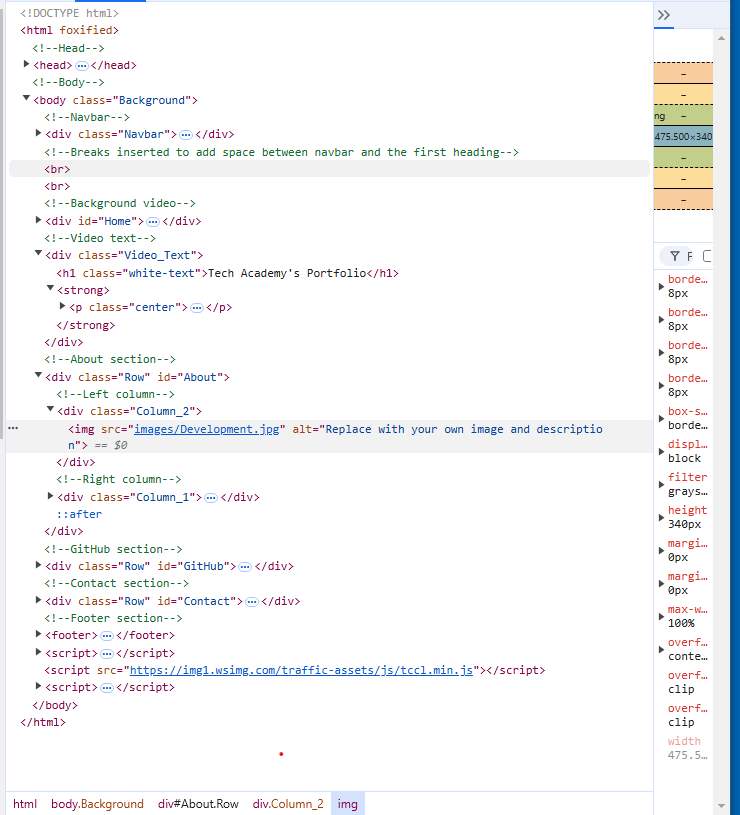 <!DOCTYPE html>
<html foxified>
<!--Head-->
<head> … </head>
<!--Body-->
<body class="Background">
<!--Navbar-->
<div class="Navbar"> … </div>
<!--Breaks inserted to add space between navbar and the first heading-->
<br>
<br>
<!--Background video-->
<div id="Home"> … </div>
<!--Video text-->
<div class="Video_Text">
<h1 class="white-text">Tech Academy's Portfolio</h1>
<strong>
<p class="center"> … </p>
</strong>
</div>
<!--About section-->
<div class="Row" id="About">
<!--Left column-->
<div class="Column_2">
<img src="images/Development.jpg" alt="Replace with your own image and descriptio
n"> == $0
</div>
<!--Right column-->
<div class="Column_1"> … </div>
::after
</div>
<!--GitHub section-->
<div class="Row" id="GitHub"> … </div>
<!--Contact section-->
<div class="Row" id="Contact"> … </div>
<!--Footer section-->
<footer> … </footer>
<script> … </script>
<script src="https://img1.wsimg.com/traffic-assets/js/tccl.min.js"></script>
<script> … </script>
</body>
</html>
html body.Background div#About.Row div.Column_2 img
–
–
ng –
475.500×340
–
–
–
F
borde…
8px
borde…
8px
borde…
8px
borde…
8px
box-s…
borde…
displ…
block
filter
grays…
height
340px
margi…
0px
margi…
0px
max-w…
100%
overf…
conte…
overf…
clip
overf…
clip
width
475.5…